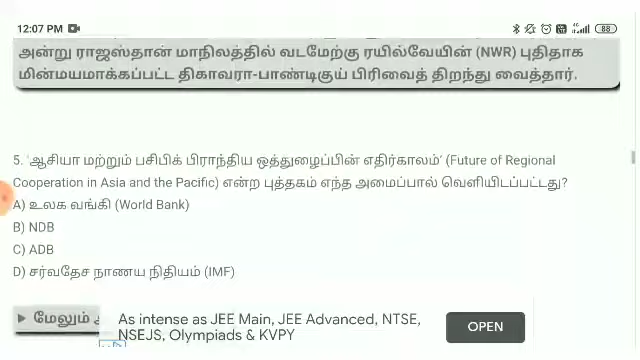 12:07 PM
88
அன்று ராஜஸ்தான் மாநிலத்தில் வடமேற்கு ரயில்வேயின் (NWR) புதிதாக
மின்மயமாக்கப்பட்ட திகாவரா-பாண்டிகுய் பிரிவைத் திறந்து வைத்தார்.
5. 'ஆசியா மற்றும் பசிபிக் பிராந்திய ஒத்துழைப்பின் எதிர்காலம்' (Future of Regional
Cooperation in Asia and the Pacific) என்ற புத்தகம் எந்த அமைப்பால் வெளியிடப்பட்டது?
A) உலக வங்கி (World Bank)
B) NDB
C) ADB
D) சர்வதேச நாணய நிதியம் (IMF)
மேலும்
As intense as JEE Main, JEE Advanced, NTSE,
NSEJS, Olympiads & KVPY
OPEN